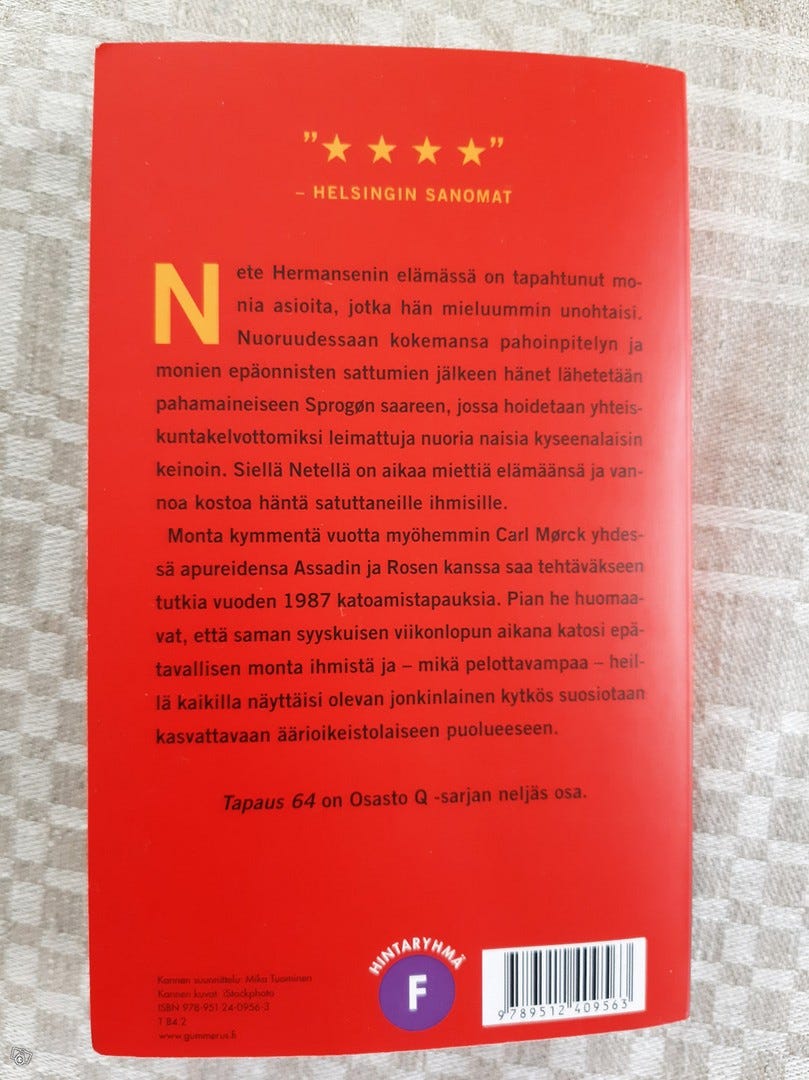 ”★ ★ ★ ★”
– HELSINGIN SANOMAT
Nete Hermansenin elämässä on tapahtunut mo-
nia asioita, jotka hän mieluummin unohtaisi.
Nuoruudessaan kokemansa pahoinpitelyn ja
monien epäonnisten sattumien jälkeen hänet lähetetään
pahamaineiseen Sprogøn saareen, jossa hoidetaan yhteis-
kuntakelvottomiksi leimattuja nuoria naisia kyseenalaisin
keinoin. Siellä Netellä on aikaa miettiä elämäänsä ja van-
noa kostoa häntä satuttaneille ihmisille.
Monta kymmentä vuotta myöhemmin Carl Mørck yhdes-
sä apureidensa Assadin ja Rosen kanssa saa tehtäväkseen
tutkia vuoden 1987 katoamistapauksia. Pian he huomaa-
vat, että saman syyskuisen viikonlopun aikana katosi epä-
tavallisen monta ihmistä ja – mikä pelottavampaa – heil-
lä kaikilla näyttäisi olevan jonkinlainen kytkös suosiotaan
kasvattavaan äärioikeistolaiseen puolueeseen.
Tapaus 64 on Osasto Q -sarjan neljäs osa.
Kannen suunnittelu: Mika Tuominen
Kannen kuvat: iStockphoto
ISBN 978-951-24-0956-3
T 84.2
www.gummerus.fi
HINTARYHMÄ
F
9 789512 409563